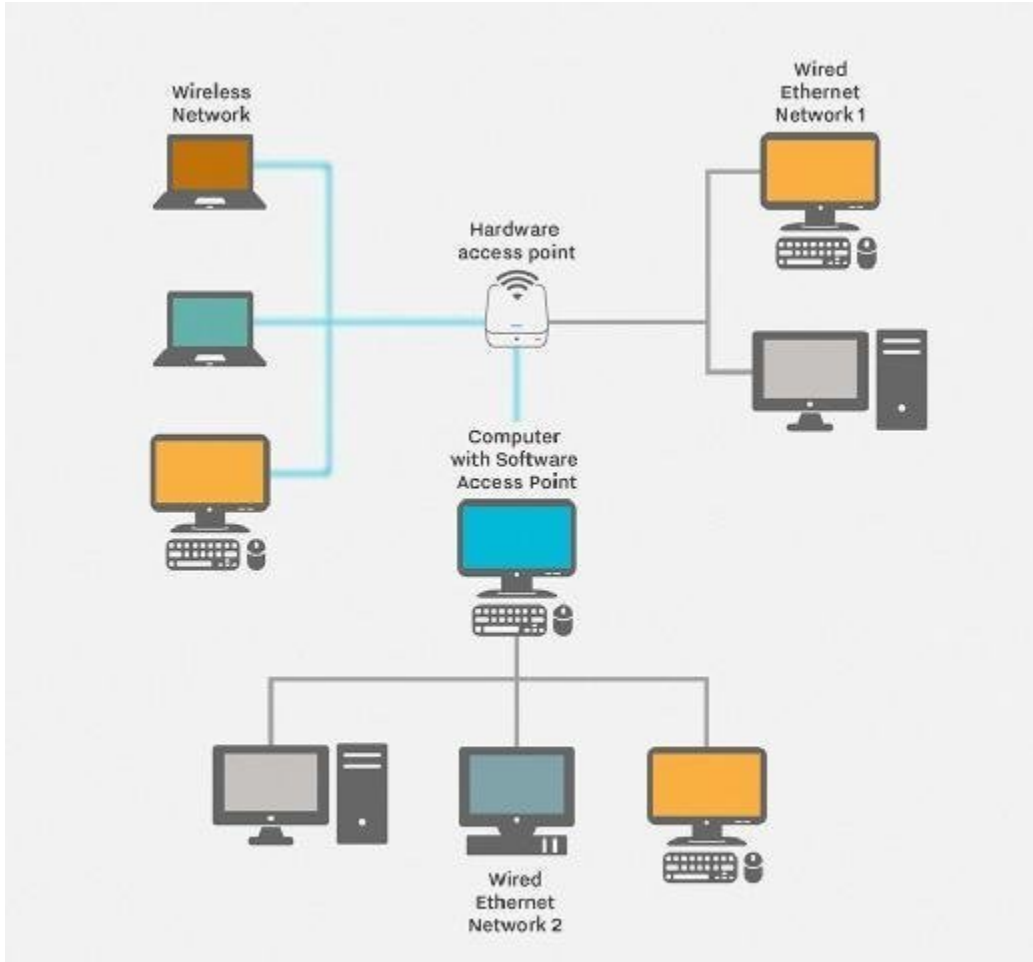 Wireless
Network
Wired
Ethernet
Network 1
Hardware
access point
Computer
with Software
Access Point
Wired
Ethernet
Network 2